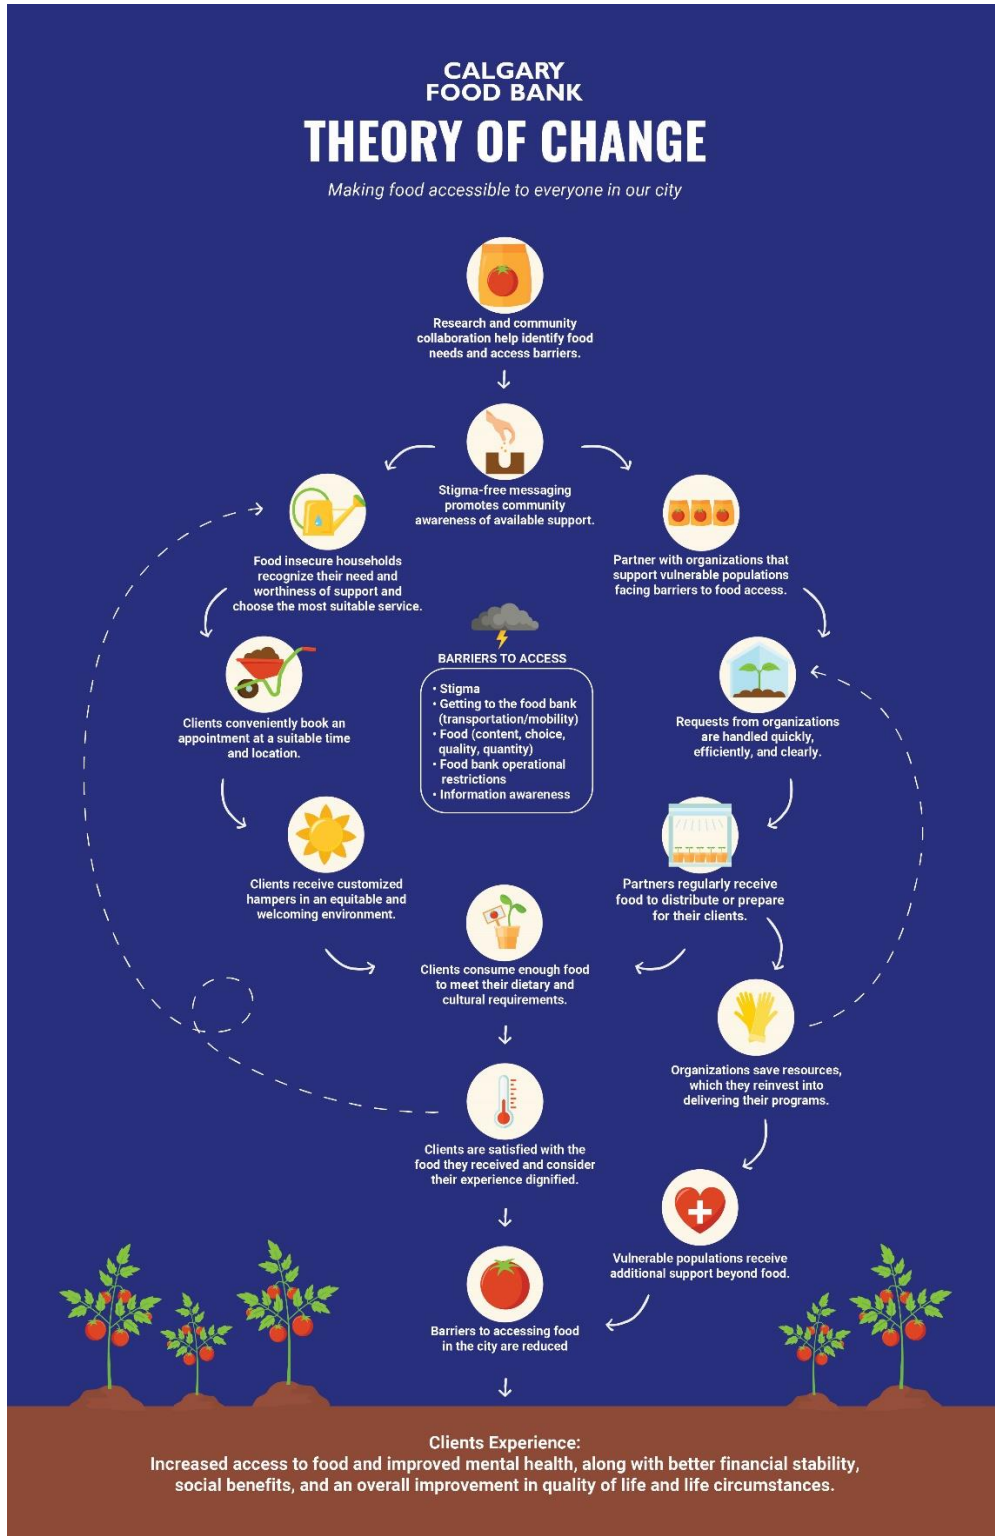 CALGARY
FOOD BANK
THEORY OF CHANGE
Making food accessible to everyone in our city
Research and community
collaboration help identify food
needs and access barriers.
Stigma-free messaging
promotes community
awareness of available support.
Food insecure households
recognize their need and
worthiness of support and
choose the most suitable service.
Partner with organizations that
support vulnerable populations
facing barriers to food access.
BARRIERS TO ACCESS
• Stigma
• Getting to the food bank
(transportation/mobility)
• Food (content, choice,
quality, quantity)
• Food bank operational
restrictions
• Information awareness
Clients conveniently book an
appointment at a suitable time
and location.
Requests from organizations
are handled quickly,
efficiently, and clearly.
Clients receive customized
hampers in an equitable and
welcoming environment.
Partners regularly receive
food to distribute or prepare
for their clients.
Clients consume enough food
to meet their dietary and
cultural requirements.
Organizations save resources,
which they reinvest into
delivering their programs.
Clients are satisfied with the
food they received and consider
their experience dignified.
Vulnerable populations receive
additional support beyond food.
Barriers to accessing food
in the city are reduced
Clients Experience:
Increased access to food and improved mental health, along with better financial stability,
social benefits, and an overall improvement in quality of life and life circumstances.